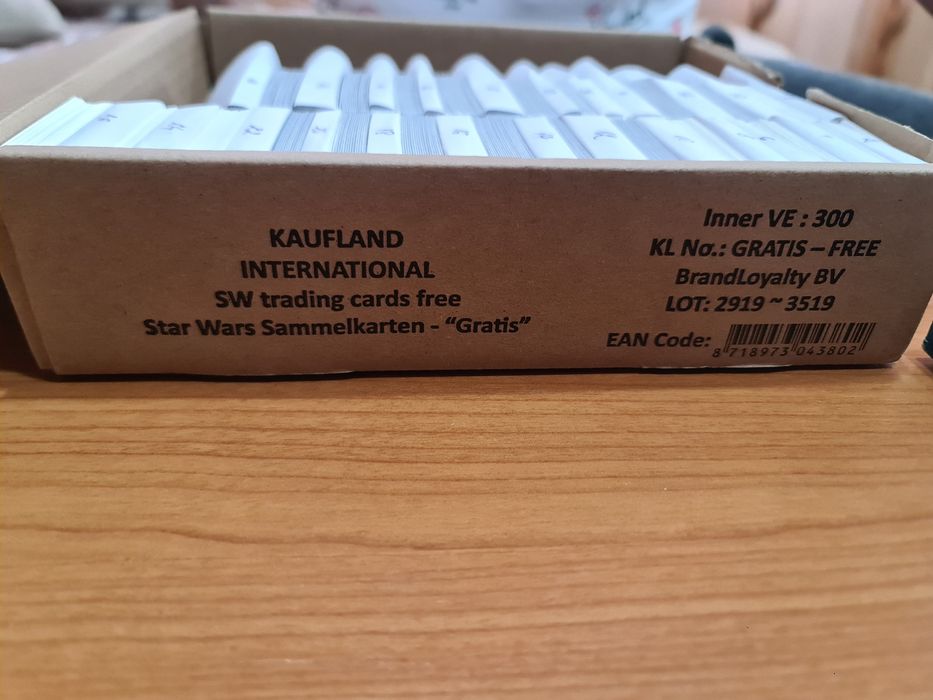 KAUFLAND
INTERNATIONAL
SW trading cards free
Star Wars Sammelkarten - “Gratis”
Inner VE : 300
KL No.: GRATIS – FREE
BrandLoyalty BV
LOT: 2919 ~ 3519
EAN Code:
8 718973 043802